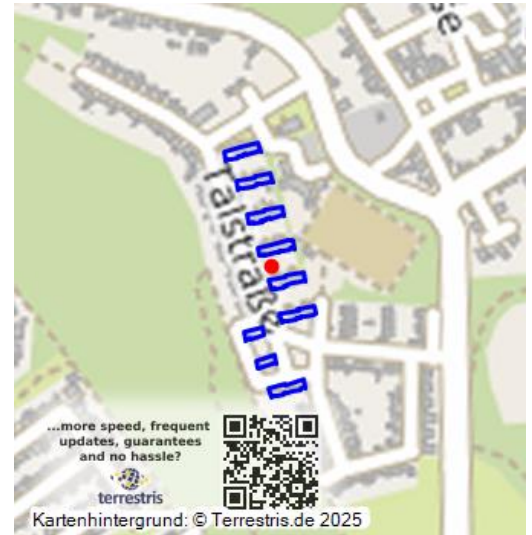 Talstraße
...more speed, frequent
updates, guarantees
and no hassle?
terrestris
Kartenhintergrund: © Terrestris.de 2025